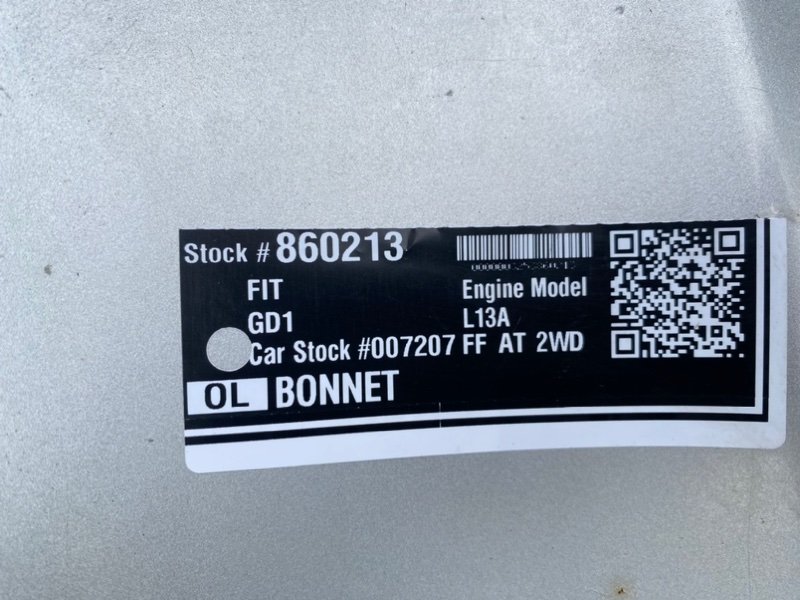 Stock # 860213
FIT
Engine Model
GD1
L13A
Car Stock #007207 FF AT 2WD
OL BONNET